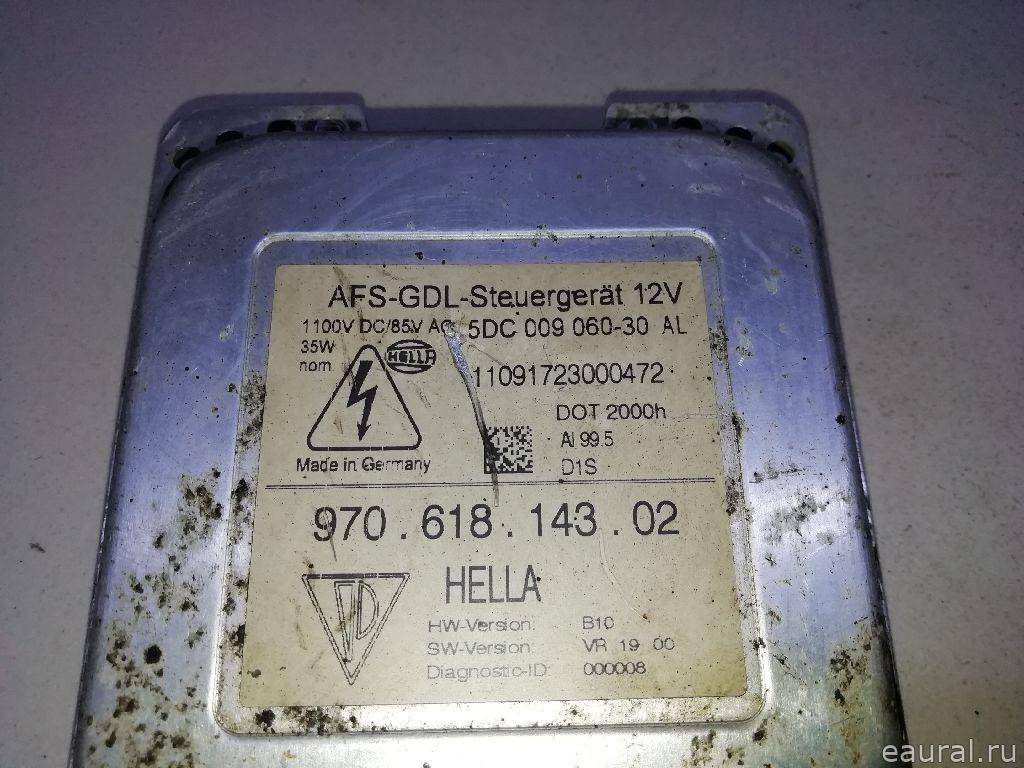 AFS-GDL-Steuergerät 12V
1100V DC/85V AC 5DC 009 060-30 AL
35W
nom.
HELLA
11091723000472
DOT 2000h
Al 99.5
D1S
Made in Germany
970.618.143.02
HELLA
HW-Version: B10
SW-Version: VR 19 00
Diagnostic-ID: 000008
eaural.ru